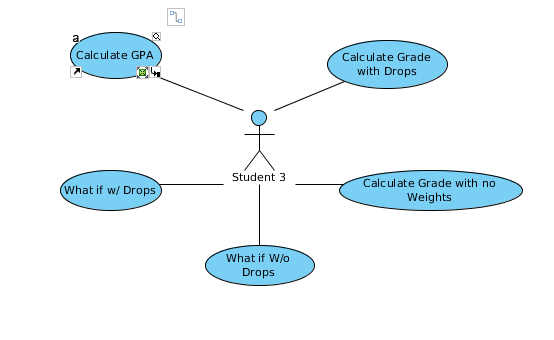 a
Calculate GPA
Calculate Grade
with Drops
Student 3
What if w/ Drops
Calculate Grade with no
Weights
What if W/o
Drops